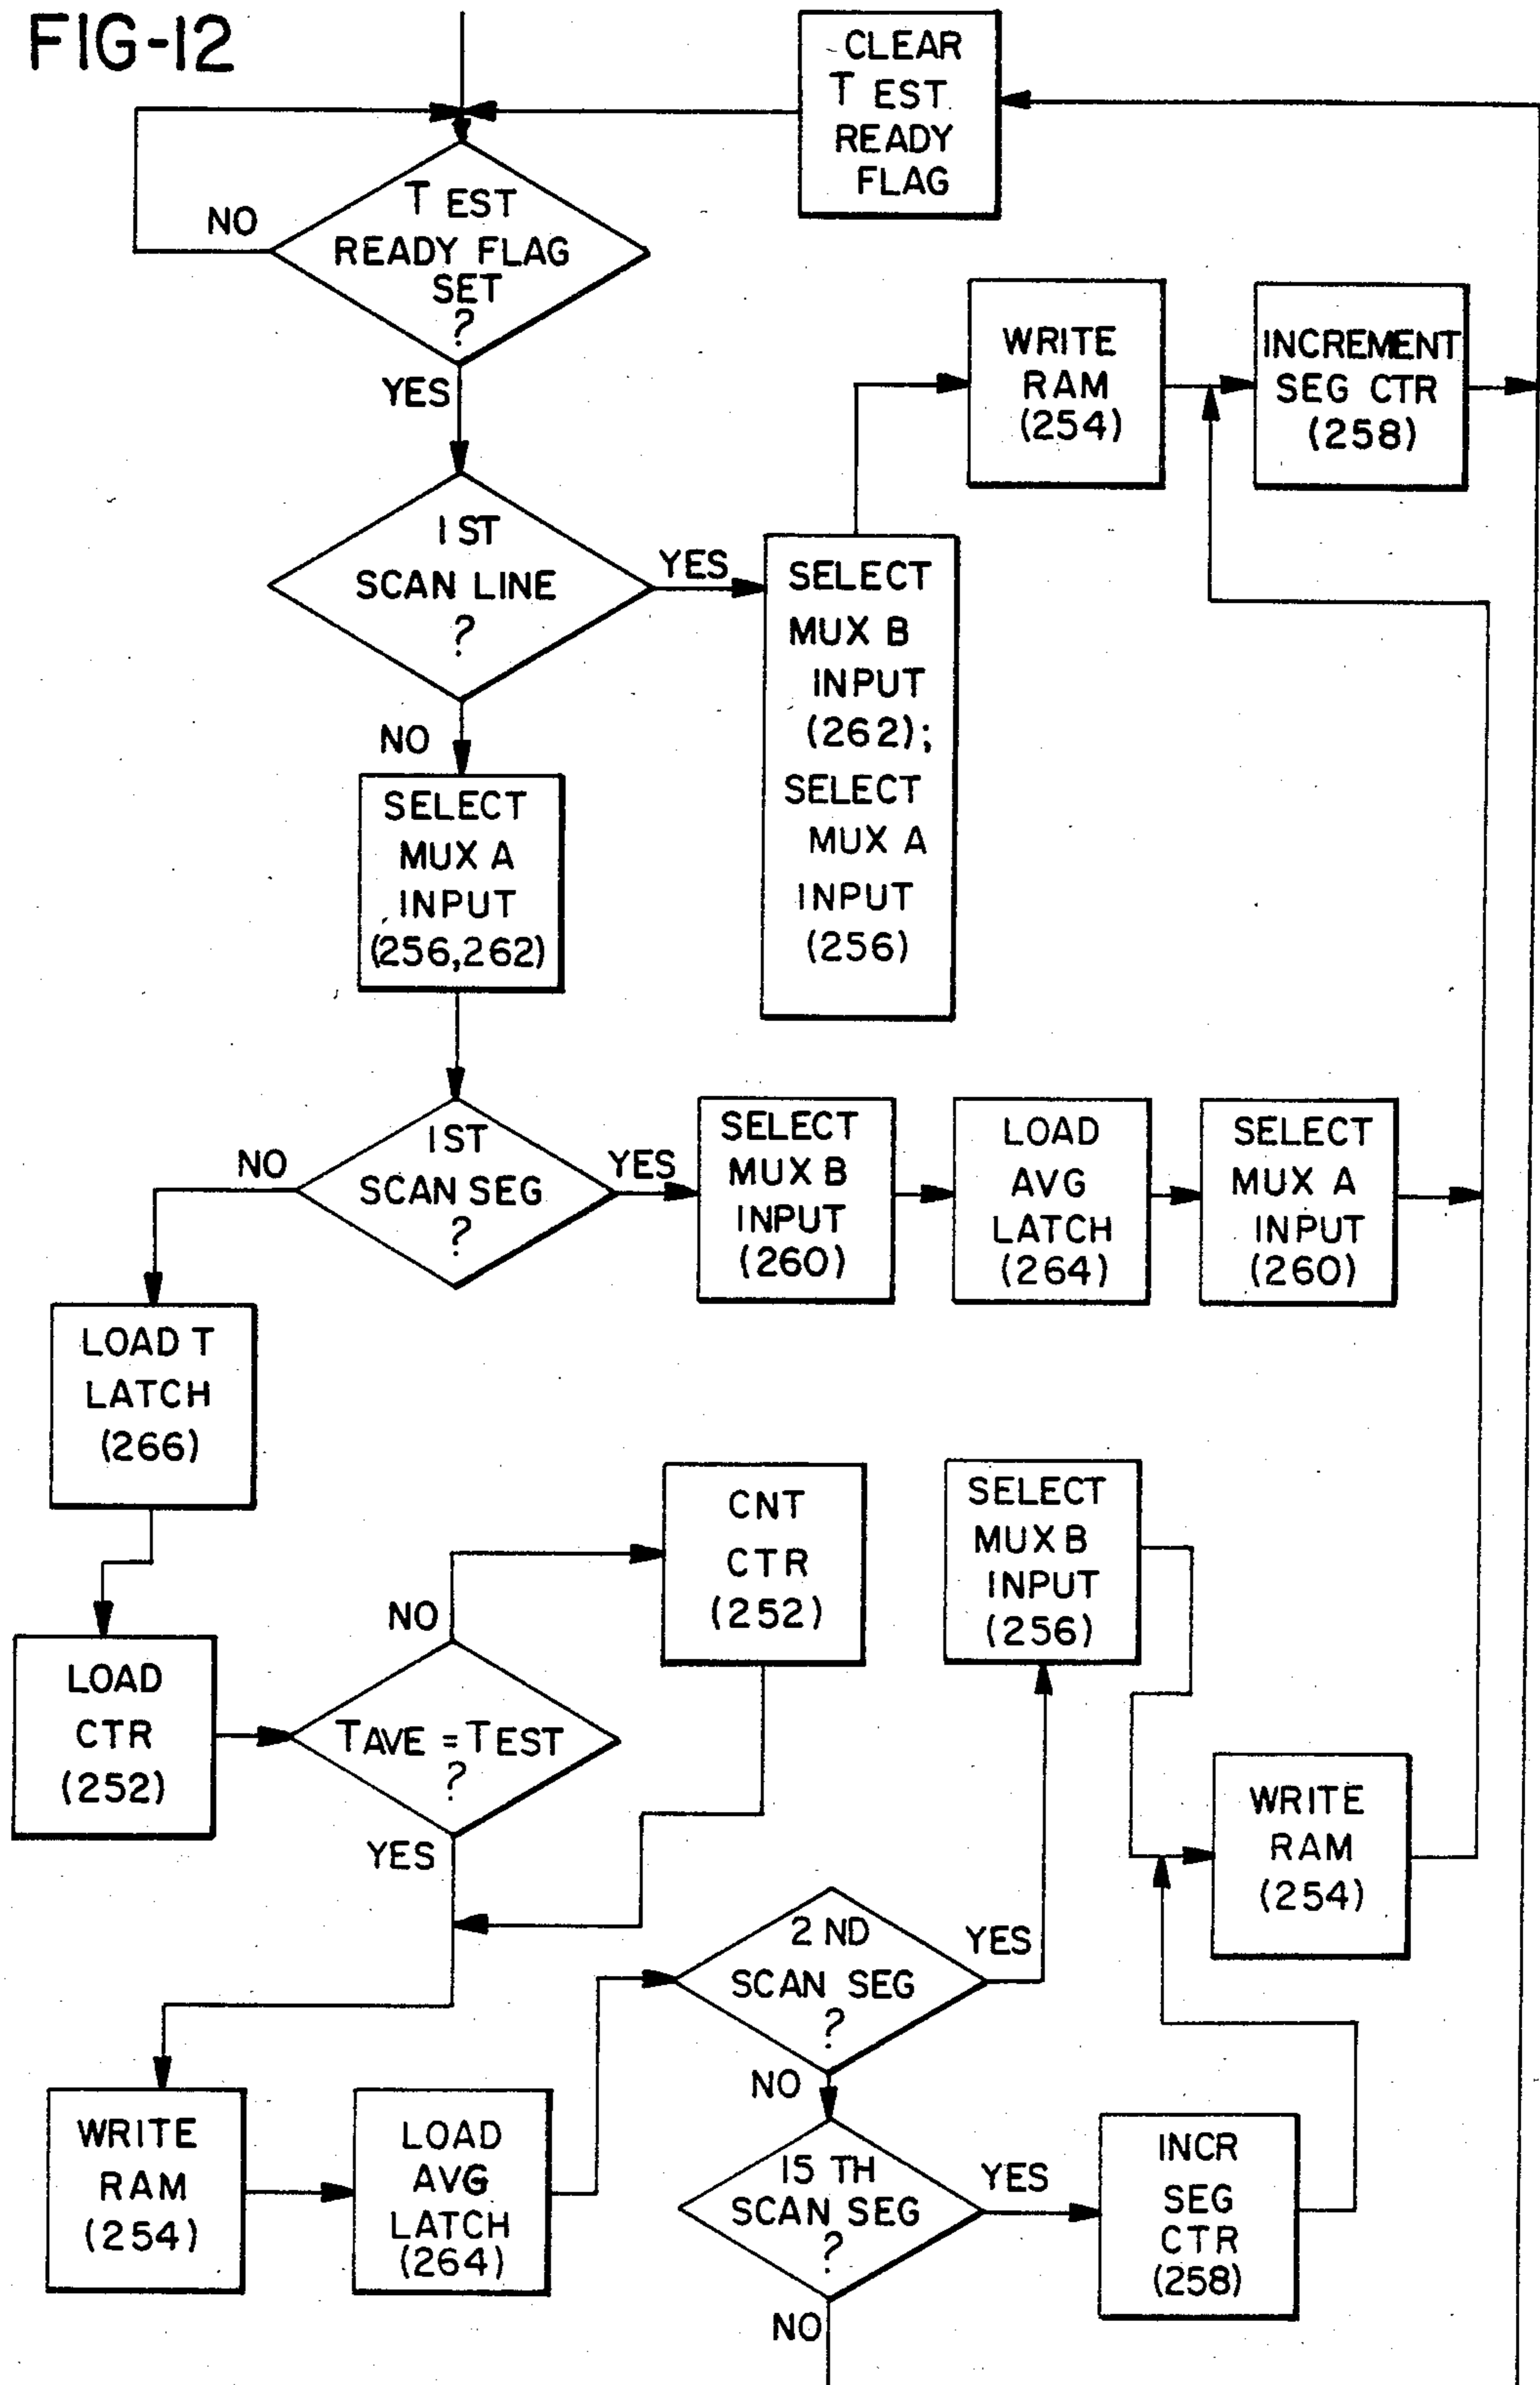 FIG-12
CLEAR
T EST
READY
FLAG
T EST
READY FLAG
SET
?
NO
YES
WRITE
RAM
(254)
INCREMENT
SEG CTR
(258)
1 ST
SCAN LINE
?
YES
NO
SELECT
MUX B
INPUT
(262);
SELECT
MUX A
INPUT
(256)
SELECT
MUX A
INPUT
(256,262)
1ST
SCAN SEG
?
NO
YES
SELECT
MUX B
INPUT
(260)
LOAD
AVG
LATCH
(264)
SELECT
MUX A
INPUT
(260)
LOAD T
LATCH
(266)
LOAD
CTR
(252)
TAVE = TEST
?
NO
YES
CNT
CTR
(252)
SELECT
MUX B
INPUT
(256)
WRITE
RAM
(254)
2 ND
SCAN SEG
?
YES
NO
WRITE
RAM
(254)
LOAD
AVG
LATCH
(264)
15 TH
SCAN SEG
?
YES
NO
INCR
SEG
CTR
(258)